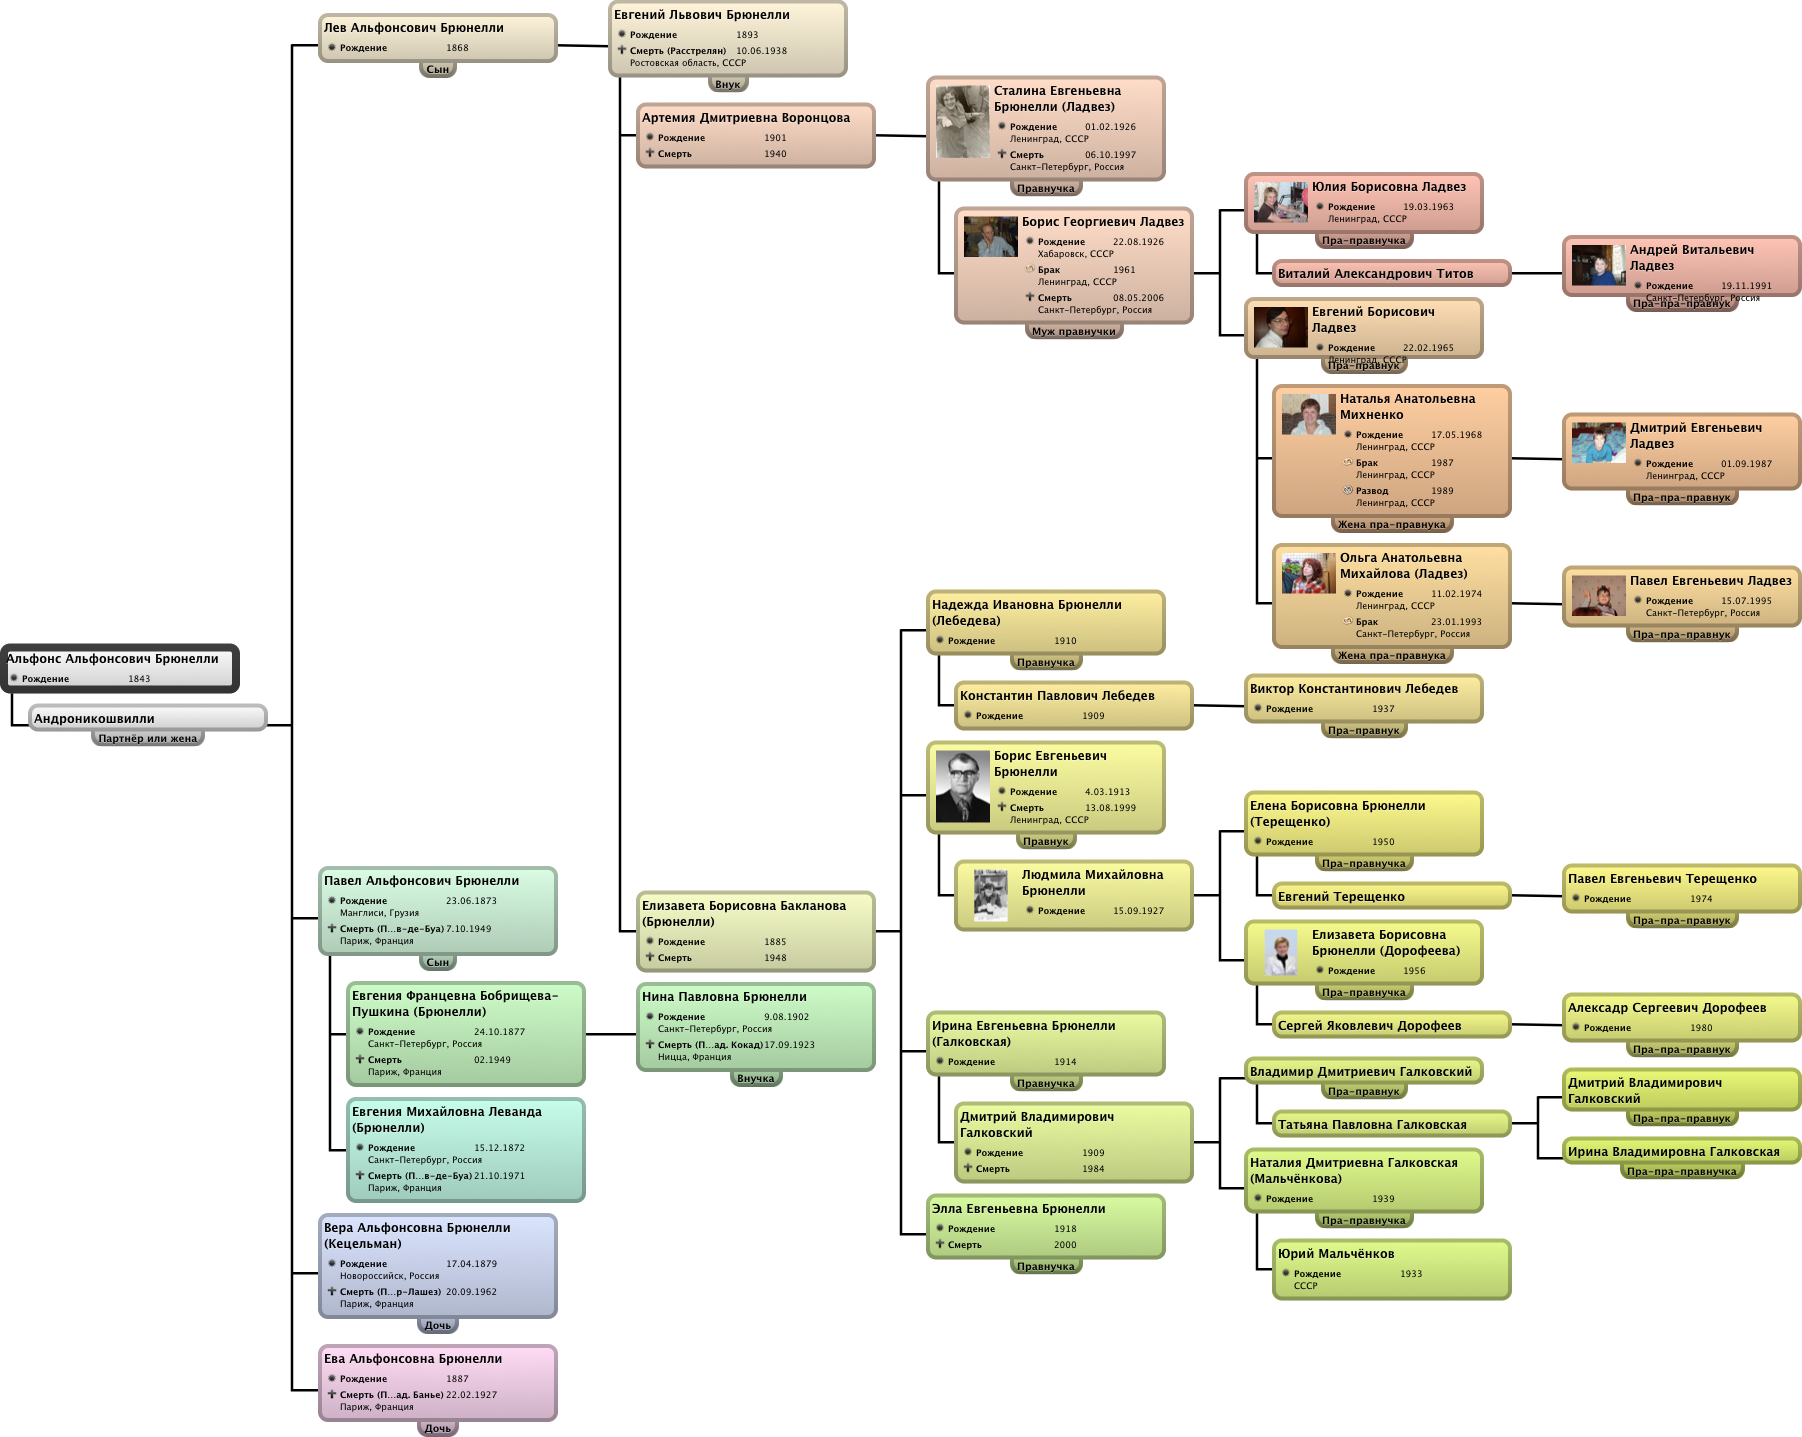 Лев Альфонсович Брюнелли
Рождение 1868
Сын
Евгений Львович Брюнелли
Рождение 1893
Смерть (Расстрелян) 10.06.1938
Ростовская область, СССР
Внук
Артемия Дмитриевна Воронцова
Рождение 1901
Смерть 1940
Сталина Евгеньевна
Брюнелли (Ладвез)
Рождение 01.02.1926
Ленинград, СССР
Смерть 06.10.1997
Санкт-Петербург, Россия
Правнучка
Борис Георгиевич Ладвез
Рождение 22.08.1926
Хабаровск, СССР
Брак 1961
Ленинград, СССР
Смерть 08.05.2006
Санкт-Петербург, Россия
Муж правнучки
Юлия Борисовна Ладвез
Рождение 19.03.1963
Ленинград, СССР
Пра-правнучка
Виталий Александрович Титов
Андрей Витальевич
Ладвез
Рождение 19.11.1991
Санкт-Петербург, Россия
Пра-пра-правнук
Евгений Борисович
Ладвез
Рождение 22.02.1965
Ленинград, СССР
Пра-правнук
Наталья Анатольевна
Михненко
Рождение 17.05.1968
Ленинград, СССР
Брак 1987
Ленинград, СССР
Развод 1989
Ленинград, СССР
Жена пра-правнука
Дмитрий Евгеньевич
Ладвез
Рождение 01.09.1987
Ленинград, СССР
Пра-пра-правнук
Ольга Анатольевна
Михайлова (Ладвез)
Рождение 11.02.1974
Ленинград, СССР
Брак 23.01.1993
Санкт-Петербург, Россия
Жена пра-правнука
Павел Евгеньевич Ладвез
Рождение 15.07.1995
Санкт-Петербург, Россия
Пра-пра-правнук
Альфонс Альфонсович Брюнелли
Рождение 1843
Андроникошвилли
Партнёр или жена
Надежда Ивановна Брюнелли
(Лебедева)
Рождение 1910
Правнучка
Константин Павлович Лебедев
Рождение 1909
Виктор Константинович Лебедев
Рождение 1937
Пра-правнук
Борис Евгеньевич
Брюнелли
Рождение 4.03.1913
Смерть 13.08.1999
Ленинград, СССР
Правнук
Людмила Михайловна
Брюнелли
Рождение 15.09.1927
Елена Борисовна Брюнелли
(Терещенко)
Рождение 1950
Пра-правнучка
Евгений Терещенко
Павел Евгеньевич Терещенко
Рождение 1974
Пра-пра-правнук
Елизавета Борисовна
Брюнелли (Дорофеева)
Рождение 1956
Пра-правнучка
Сергей Яковлевич Дорофеев
Алексадр Сергеевич Дорофеев
Рождение 1980
Пра-пра-правнук
Павел Альфонсович Брюнелли
Рождение 23.06.1873
Манглиси, Грузия
Смерть (П...в-де-Буа) 7.10.1949
Париж, Франция
Сын
Елизавета Борисовна Бакланова
(Брюнелли)
Рождение 1885
Смерть 1948
Евгения Францевна Бобрищева-
Пушкина (Брюнелли)
Рождение 24.10.1877
Санкт-Петербург, Россия
Смерть 02.1949
Париж, Франция
Нина Павловна Брюнелли
Рождение 9.08.1902
Санкт-Петербург, Россия
Смерть (П...ад. Кокад) 17.09.1923
Ницца, Франция
Внучка
Ирина Евгеньевна Брюнелли
(Галковская)
Рождение 1914
Правнучка
Дмитрий Владимирович
Галковский
Рождение 1909
Смерть 1984
Владимир Дмитриевич Галковский
Пра-правнук
Татьяна Павловна Галковская
Дмитрий Владимирович
Галковский
Пра-пра-правнук
Ирина Владимировна Галковская
Пра-пра-правнучка
Наталия Дмитриевна Галковская
(Мальчёнкова)
Рождение 1939
Пра-правнучка
Юрий Мальчёнков
Рождение 1933
СССР
Евгения Михайловна Леванда
(Брюнелли)
Рождение 15.12.1872
Санкт-Петербург, Россия
Смерть (П...в-де-Буа) 21.10.1971
Париж, Франция
Элла Евгеньевна Брюнелли
Рождение 1918
Смерть 2000
Правнучка
Вера Альфонсовна Брюнелли
(Кецельман)
Рождение 17.04.1879
Новороссийск, Россия
Смерть (П...р-Лашез) 20.09.1962
Париж, Франция
Дочь
Ева Альфонсовна Брюнелли
Рождение 1887
Смерть (П...ад. Банье) 22.02.1927
Париж, Франция
Дочь